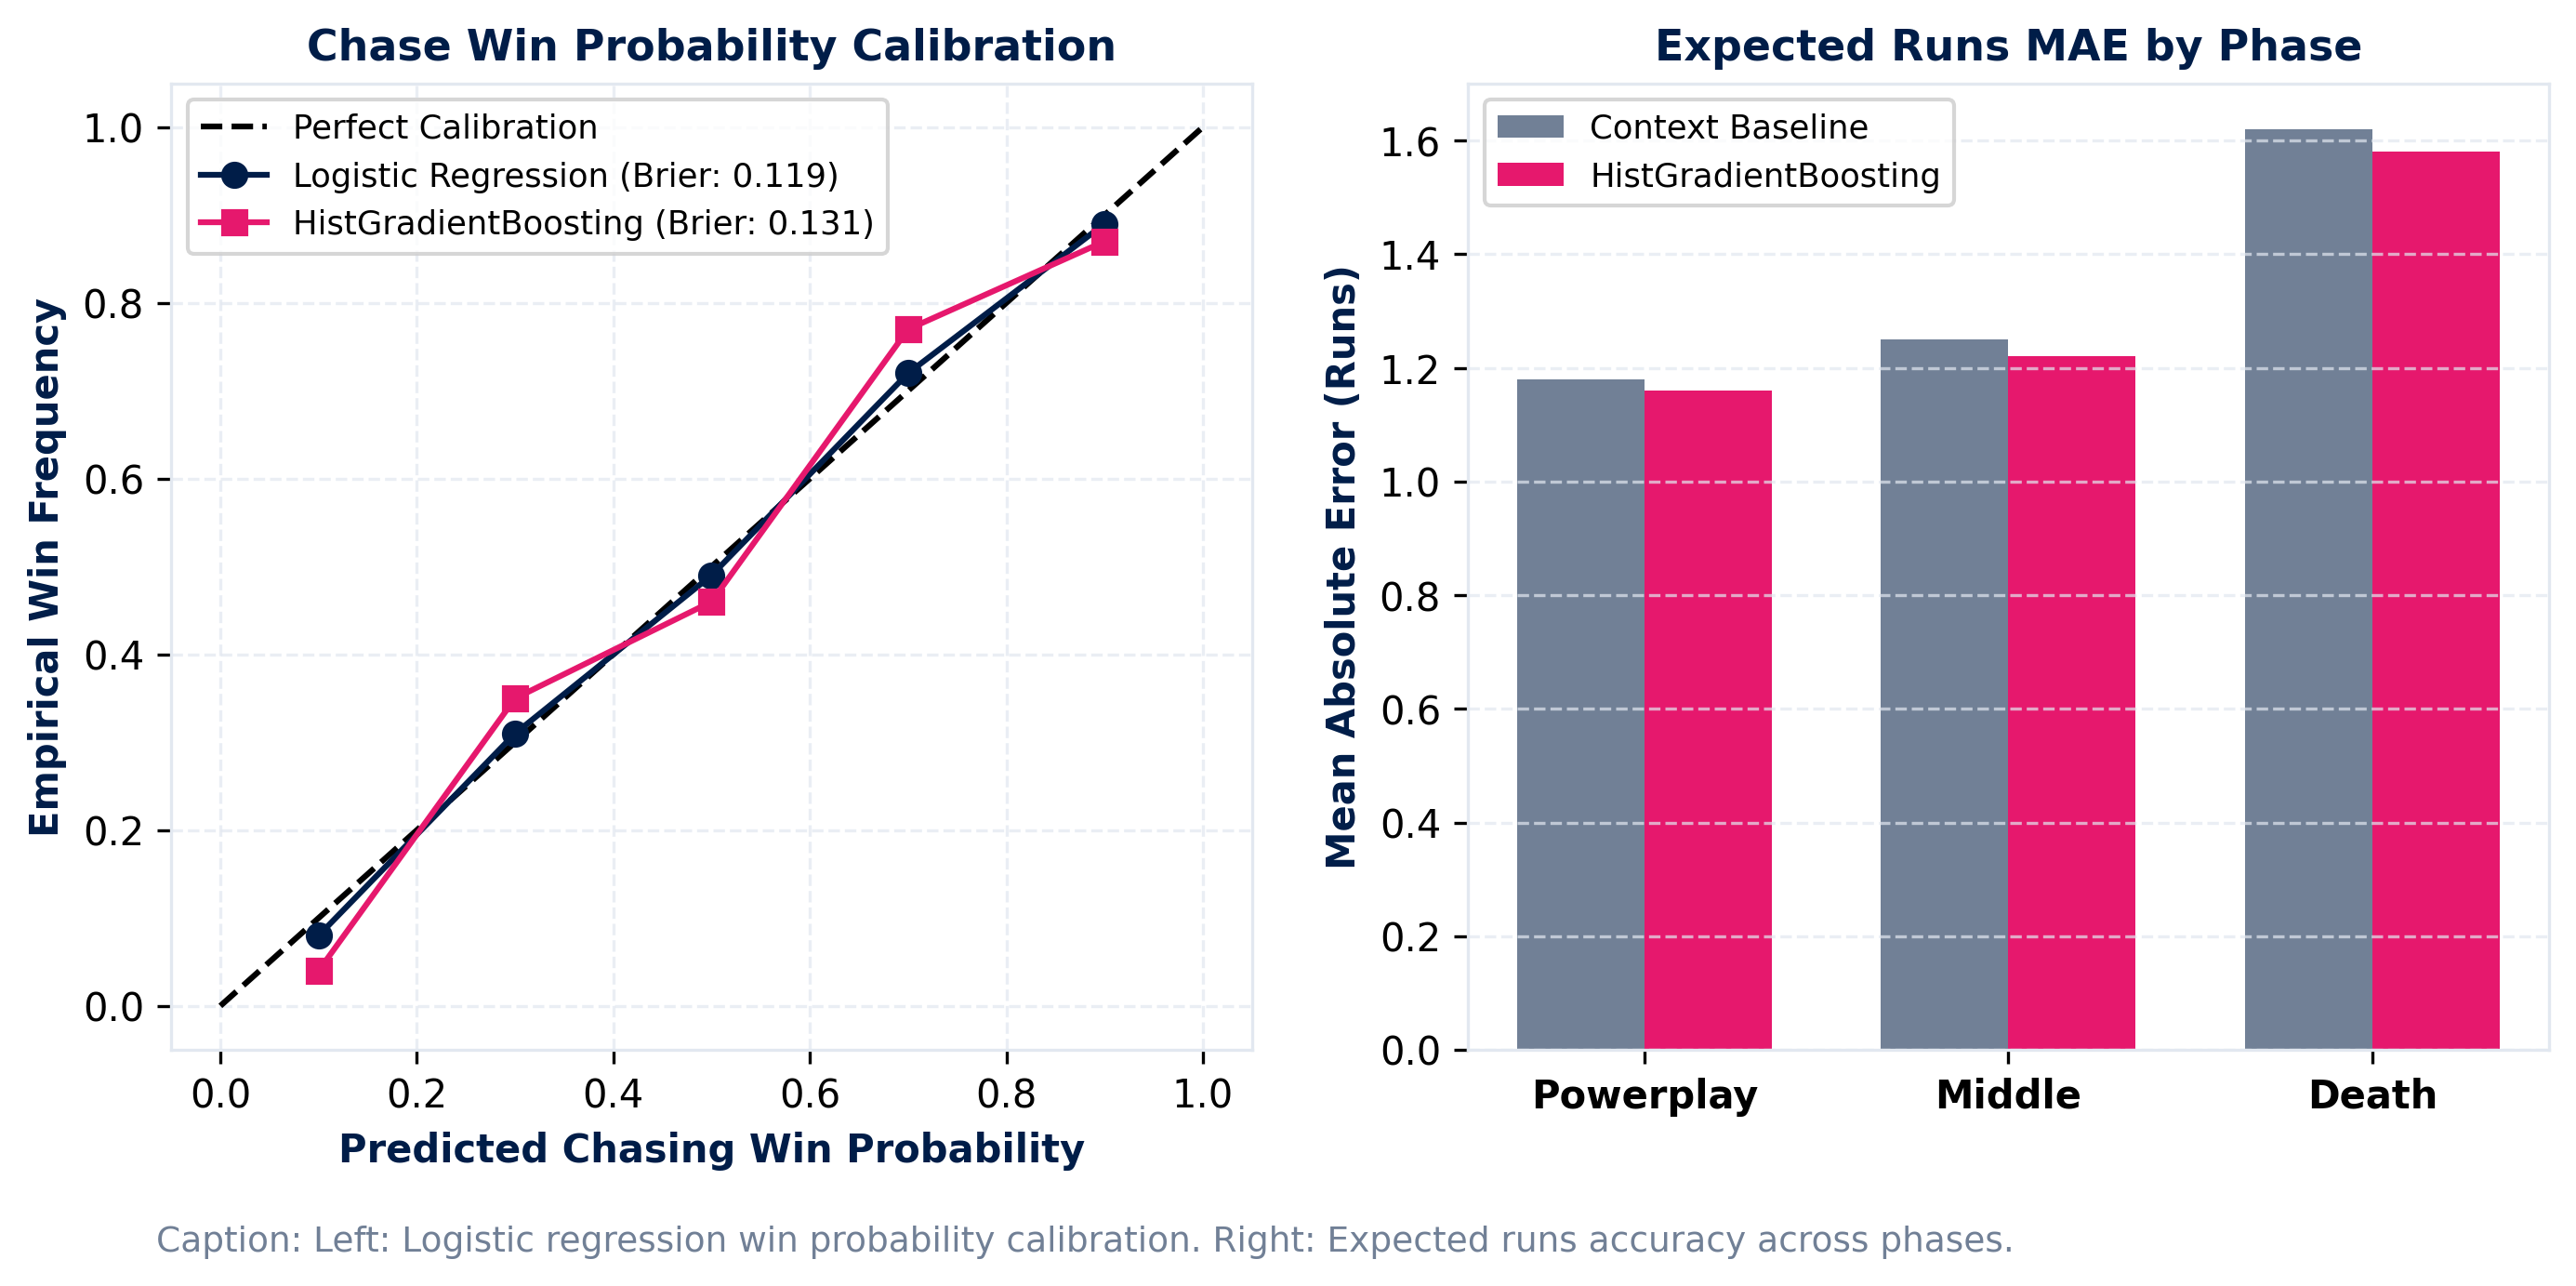 Chase Win Probability Calibration
Perfect Calibration
Logistic Regression (Brier: 0.119)
HistGradientBoosting (Brier: 0.131)
Empirical Win Frequency
1.0
0.8
0.6
0.4
0.2
0.0
0.0 0.2 0.4 0.6 0.8 1.0
Predicted Chasing Win Probability
Expected Runs MAE by Phase
Context Baseline
HistGradientBoosting
Mean Absolute Error (Runs)
1.6
1.4
1.2
1.0
0.8
0.6
0.4
0.2
0.0
Powerplay Middle Death
Caption: Left: Logistic regression win probability calibration. Right: Expected runs accuracy across phases.